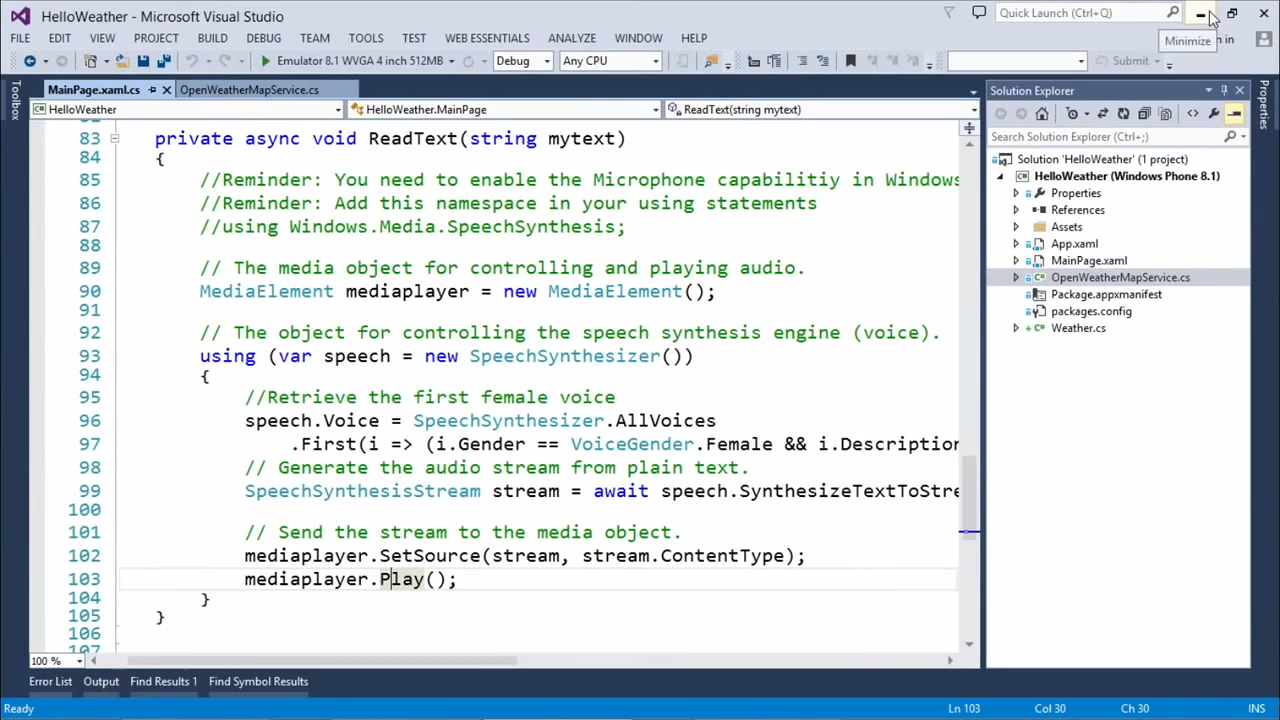 HelloWeather - Microsoft Visual Studio
Quick Launch (Ctrl+Q)
FILE EDIT VIEW PROJECT BUILD DEBUG TEAM TOOLS TEST WEB ESSENTIALS ANALYZE WINDOW HELP
Minimize
in
Emulator 8.1 WVGA 4 inch 512MB Debug Any CPU Submit
Toolbox
MainPage.xaml.cs OpenWeatherMapService.cs
HelloWeather HelloWeather.MainPage ReadText(string mytext)
83 private async void ReadText(string mytext)
84 {
85 //Reminder: You need to enable the Microphone capabilitiy in Windows
86 //Reminder: Add this namespace in your using statements
87 //using Windows.Media.SpeechSynthesis;
88
89 // The media object for controlling and playing audio.
90 MediaElement mediaplayer = new MediaElement();
91
92 // The object for controlling the speech synthesis engine (voice).
93 using (var speech = new SpeechSynthesizer())
94 {
95 //Retrieve the first female voice
96 speech.Voice = SpeechSynthesizer.AllVoices
97 .First(i => (i.Gender == VoiceGender.Female && i.Description
98 // Generate the audio stream from plain text.
99 SpeechSynthesisStream stream = await speech.SynthesizeTextToStre
100
101 // Send the stream to the media object.
102 mediaplayer.SetSource(stream, stream.ContentType);
103 mediaplayer.Play();
104 }
105 }
106
107
100 %
Solution Explorer
Search Solution Explorer (Ctrl+;)
Solution 'HelloWeather' (1 project)
HelloWeather (Windows Phone 8.1)
Properties
References
Assets
App.xaml
MainPage.xaml
OpenWeatherMapService.cs
Package.appxmanifest
packages.config
Weather.cs
Properties
Error List Output Find Results 1 Find Symbol Results
Ready Ln 103 Col 30 Ch 30 INS